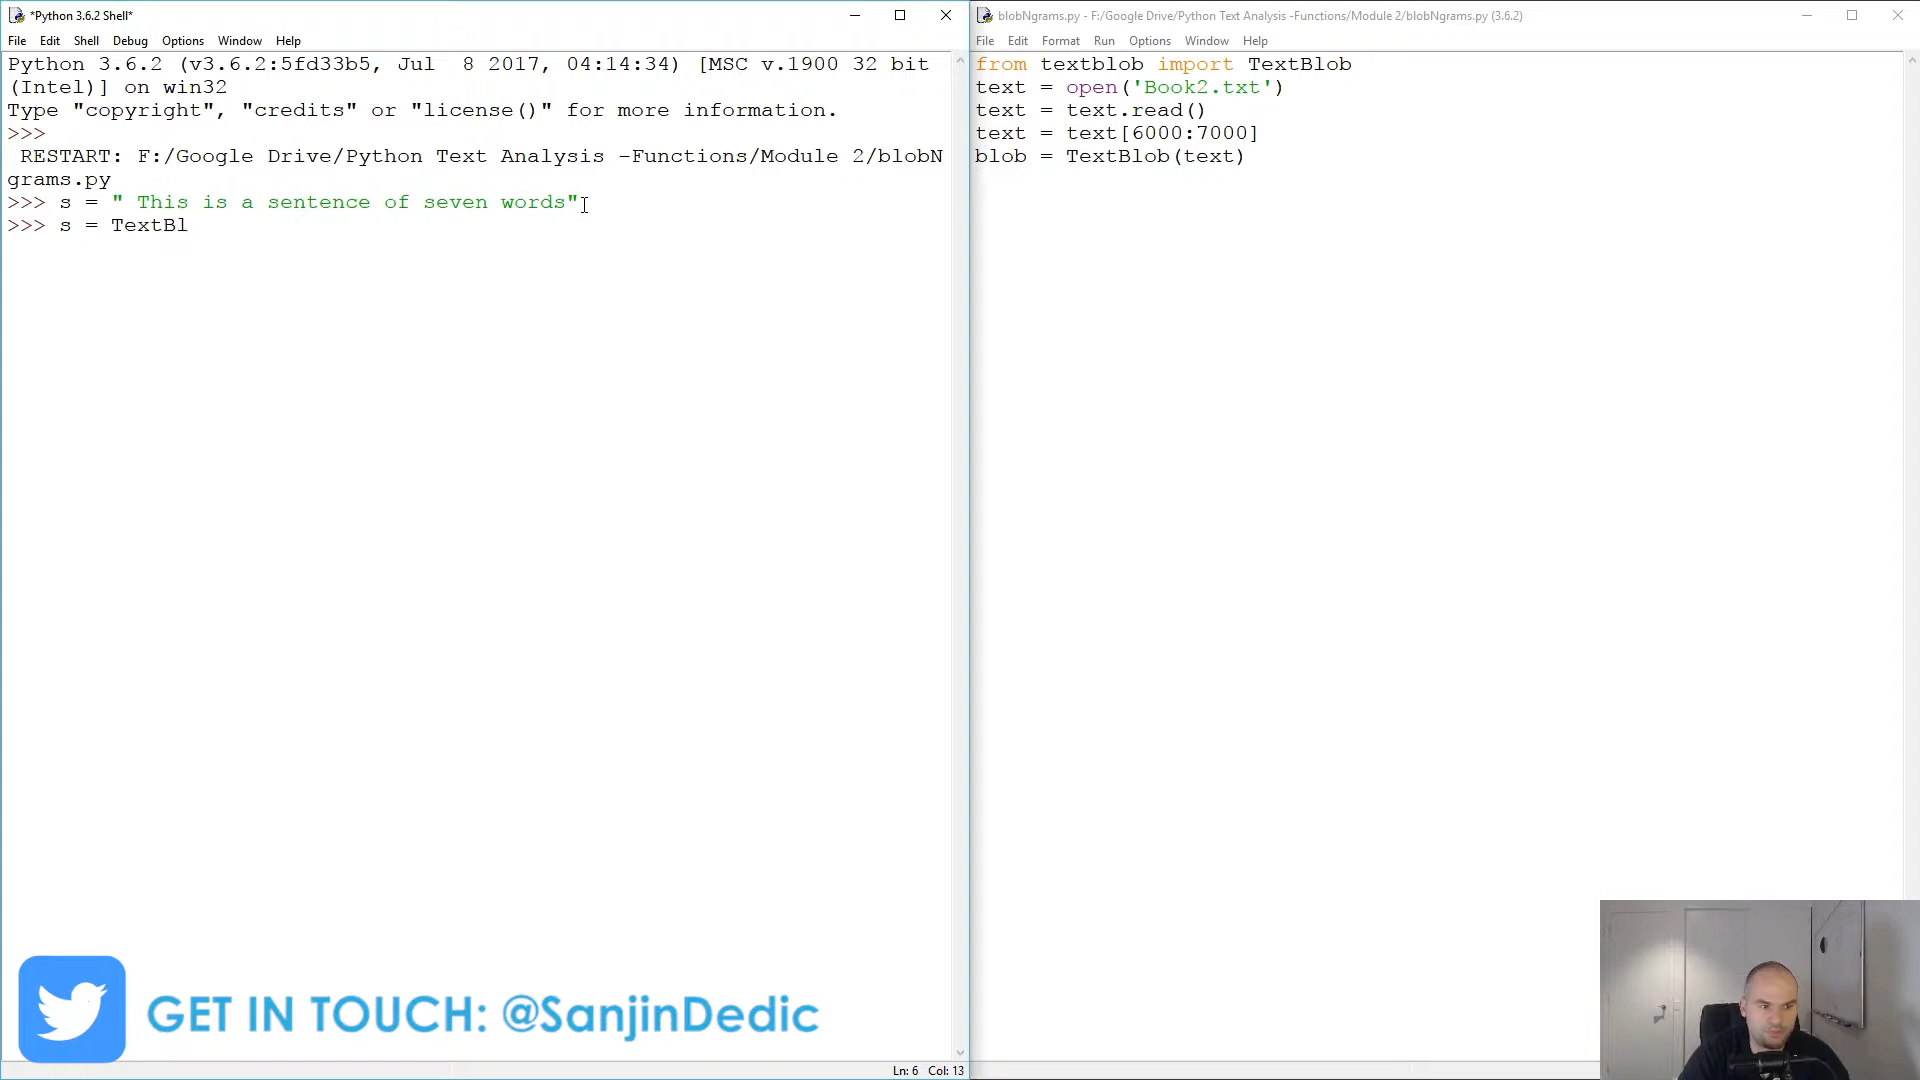 *Python 3.6.2 Shell*
File Edit Shell Debug Options Window Help
Python 3.6.2 (v3.6.2:5fd33b5, Jul  8 2017, 04:14:34) [MSC v.1900 32 bit
(Intel)] on win32
Type "copyright", "credits" or "license()" for more information.
>>>
 RESTART: F:/Google Drive/Python Text Analysis -Functions/Module 2/blobN
grams.py
>>> s = " This is a sentence of seven words"
>>> s = TextBl
GET IN TOUCH: @SanjinDedic
Ln: 6 Col: 13
blobNgrams.py - F:/Google Drive/Python Text Analysis -Functions/Module 2/blobNgrams.py (3.6.2)
File Edit Format Run Options Window Help
from textblob import TextBlob
text = open('Book2.txt')
text = text.read()
text = text[6000:7000]
blob = TextBlob(text)